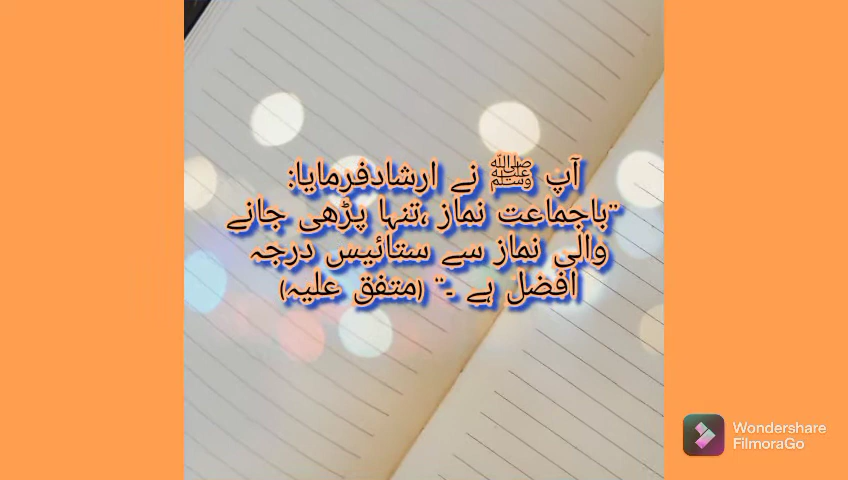 آپ ﷺ نے ارشادفرمایا:
"باجماعت نماز ،تنہا پڑھی جانے
والی نماز سے ستائیس درجہ
افضل ہے ۔" (متفق علیہ)
Wondershare
FilmoraGo